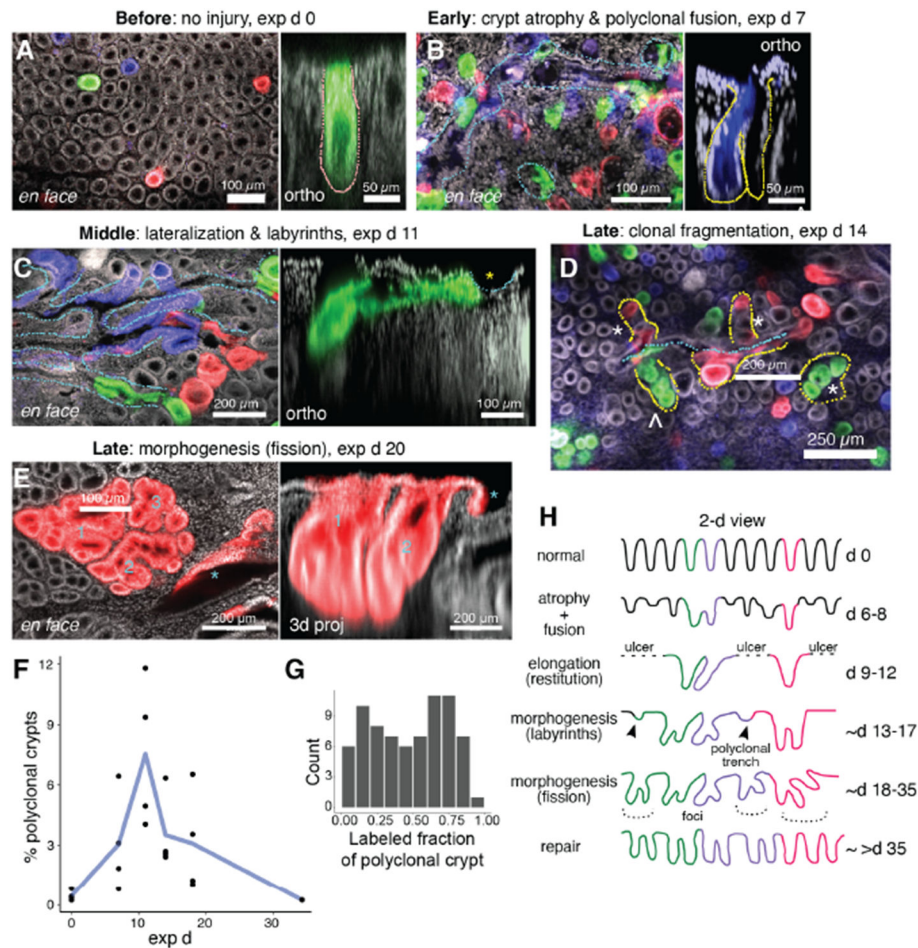 Before: no injury, exp d 0
A
en face
100 µm
ortho
50 µm
Early: crypt atrophy & polyclonal fusion, exp d 7
B
en face
100 µm
ortho
50 µm
Middle: lateralization & labyrinths, exp d 11
C
en face
200 µm
*
ortho
100 µm
Late: clonal fragmentation, exp d 14
D
*
*
200 µm
*
^
250 µm
Late: morphogenesis (fission), exp d 20
E
100 µm
1
2
3
*
en face
200 µm
1
2
*
3d proj
200 µm
F
12
9
6
3
0
% polyclonal crypts
0
10
20
30
exp d
G
9
6
3
0
Count
0.00
0.25
0.50
0.75
1.00
Labeled fraction
of polyclonal crypt
H
2-d view
normal
d 0
atrophy
+
fusion
d 6-8
ulcer
ulcer
ulcer
elongation
(restitution)
d 9-12
morphogenesis
(labyrinths)
~d 13-17
polyclonal
trench
morphogenesis
(fission)
~d 18-35
foci
repair
~ >d 35